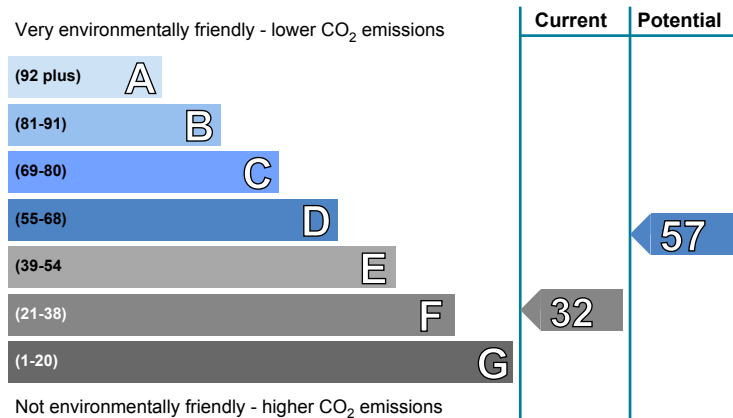 Current Potential
Very environmentally friendly - lower CO2 emissions
(92 plus) A
(81-91) B
(69-80) C
(55-68) D
57
(39-54 E
(21-38) F
32
(1-20) G
Not environmentally friendly - higher CO2 emissions